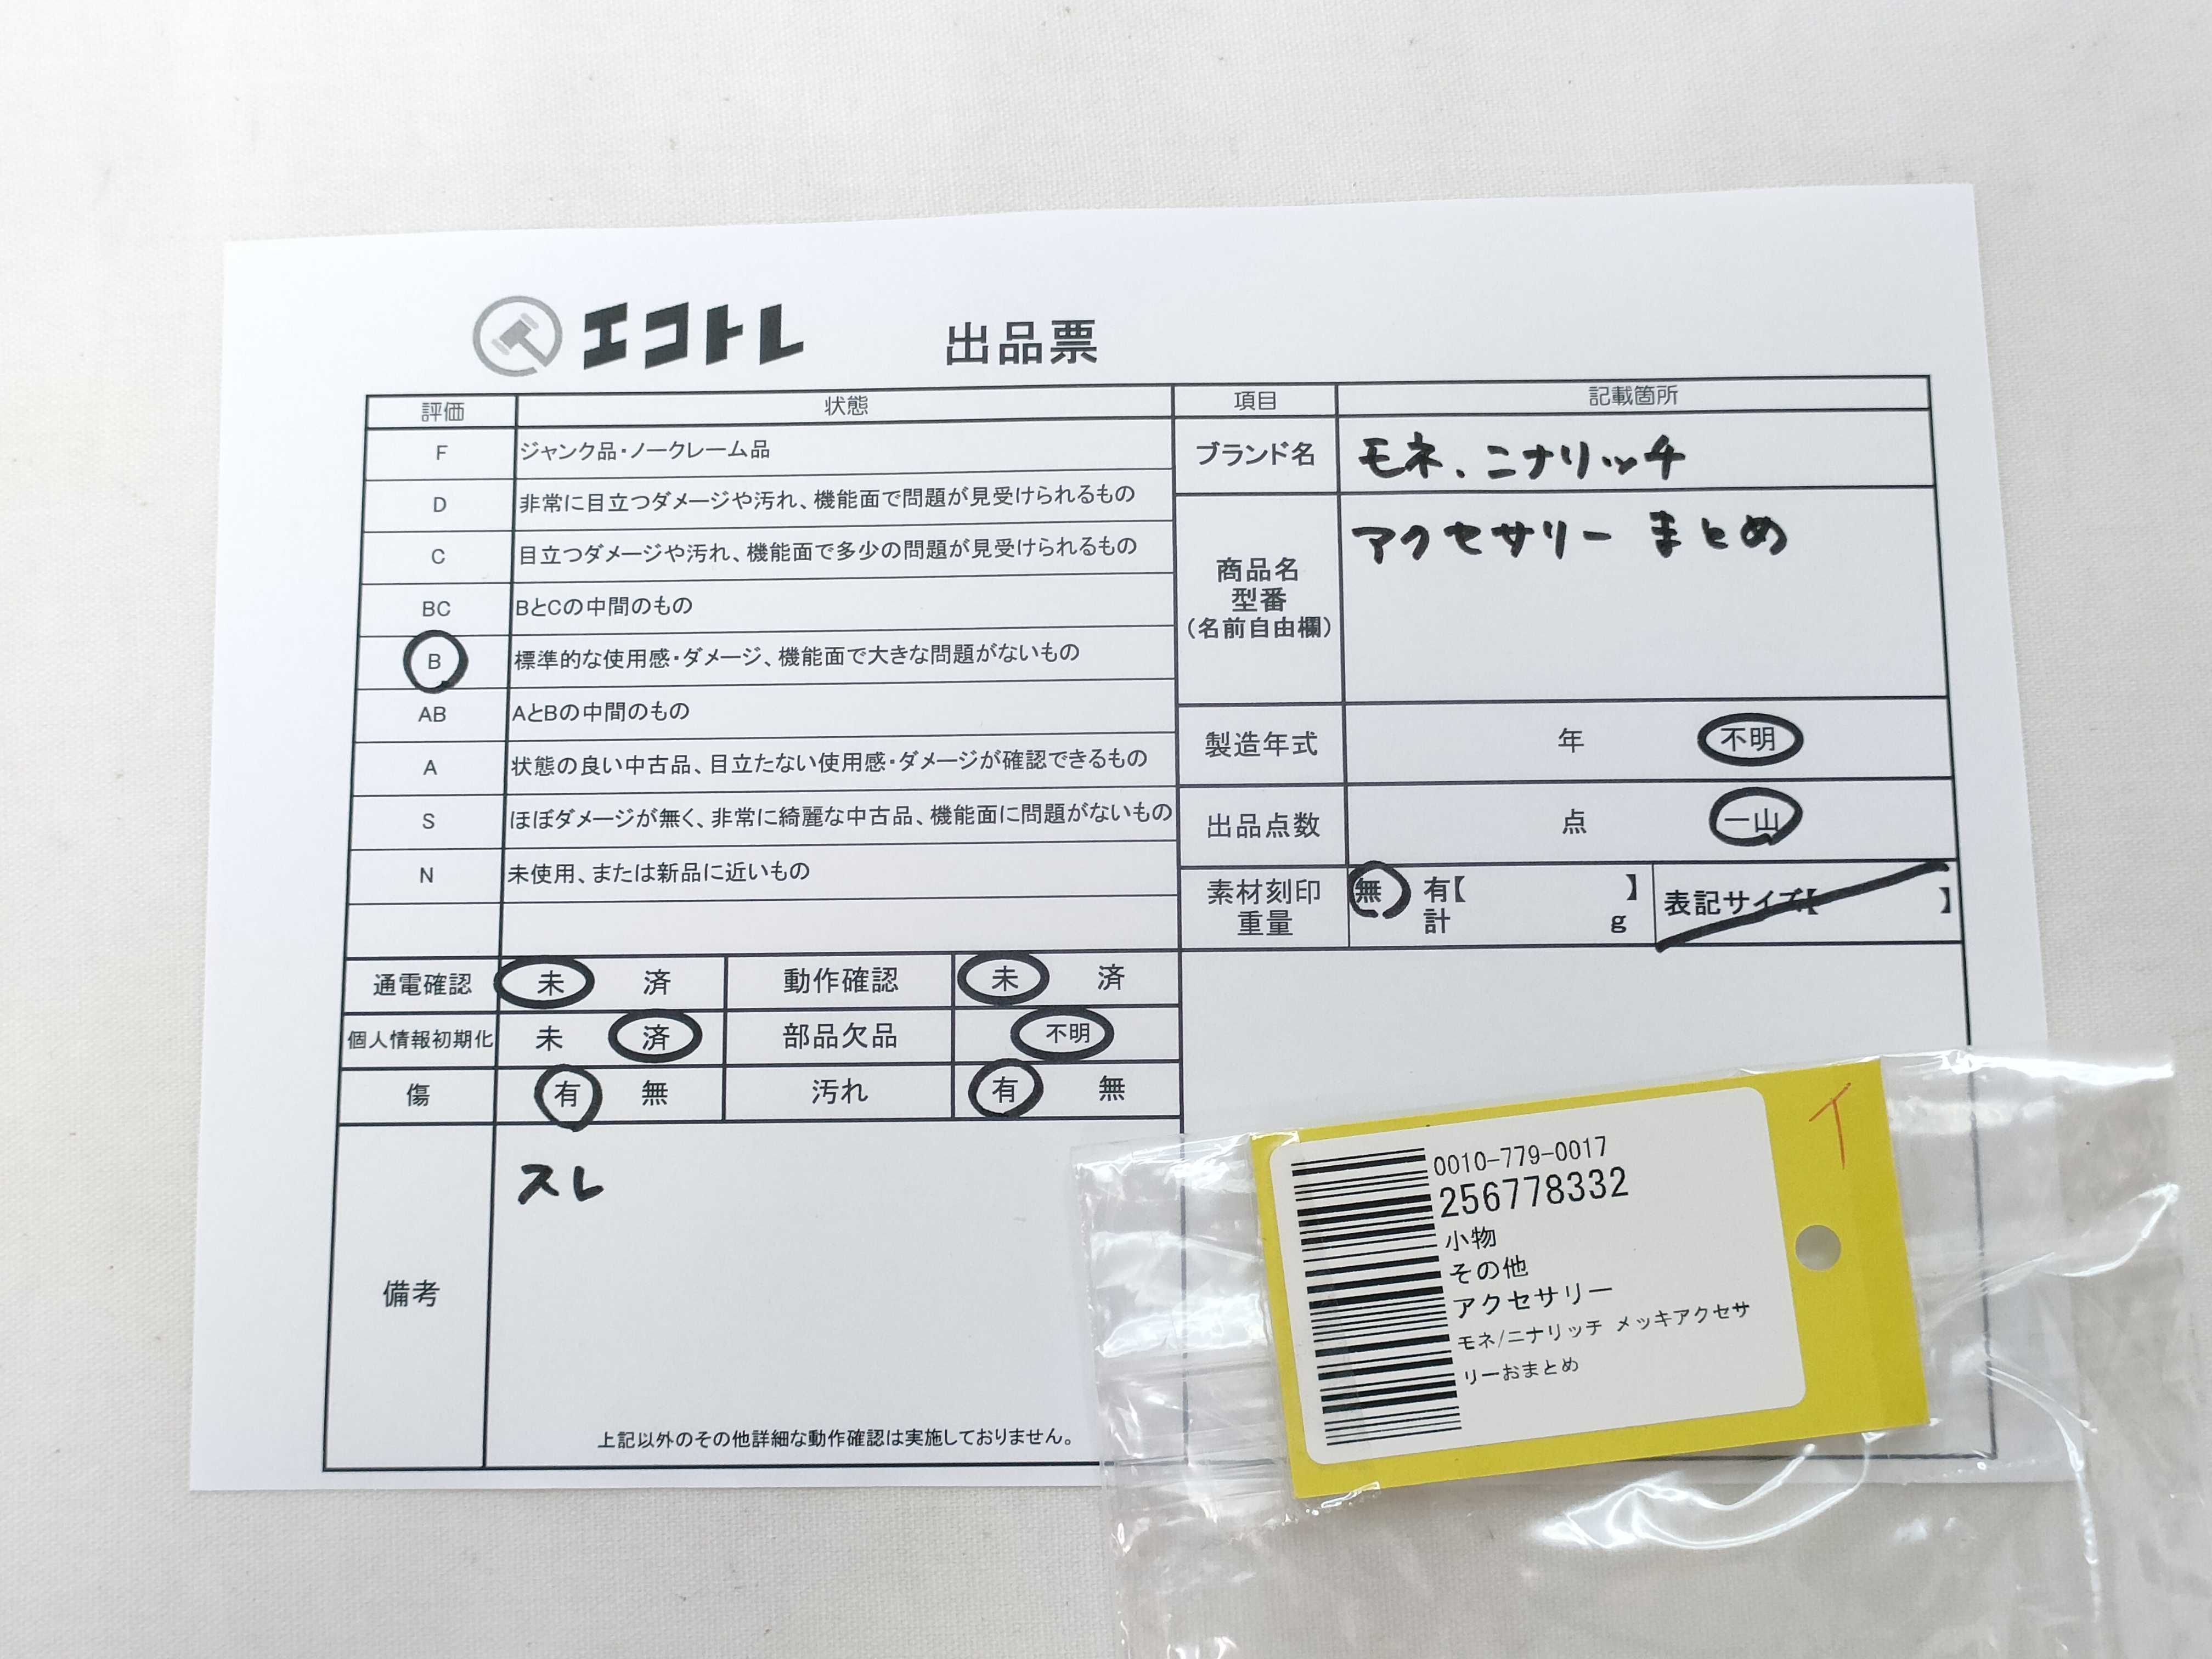 エコトレ 出品票
評価 状態
F ジャンク品・ノークレーム品
D 非常に目立つダメージや汚れ、機能面で問題が見受けられるもの
C 目立つダメージや汚れ、機能面で多少の問題が見受けられるもの
BC BとCの中間のもの
B 標準的な使用感・ダメージ、機能面で大きな問題がないもの
AB AとBの中間のもの
A 状態の良い中古品、目立たない使用感・ダメージが確認できるもの
S ほぼダメージが無く、非常に綺麗な中古品、機能面に問題がないもの
N 未使用、または新品に近いもの
項目 記載箇所
ブランド名 モネ、ニナリッチ
商品名
型番
(名前自由欄)
アクセサリー まとめ
製造年式 年 不明
出品点数 点 一山
素材刻印 無 有【 】 表記サイズ【 】
重量 計 g
通電確認 未 済 動作確認 未 済
個人情報初期化 未 済 部品欠品 不明
傷 有 無 汚れ 有 無
備考 スレ
上記以外のその他詳細な動作確認は実施しておりません。
イ
0010-779-0017
256778332
小物
その他
アクセサリー
モネ/ニナリッチ メッキアクセサ
リーおまとめ